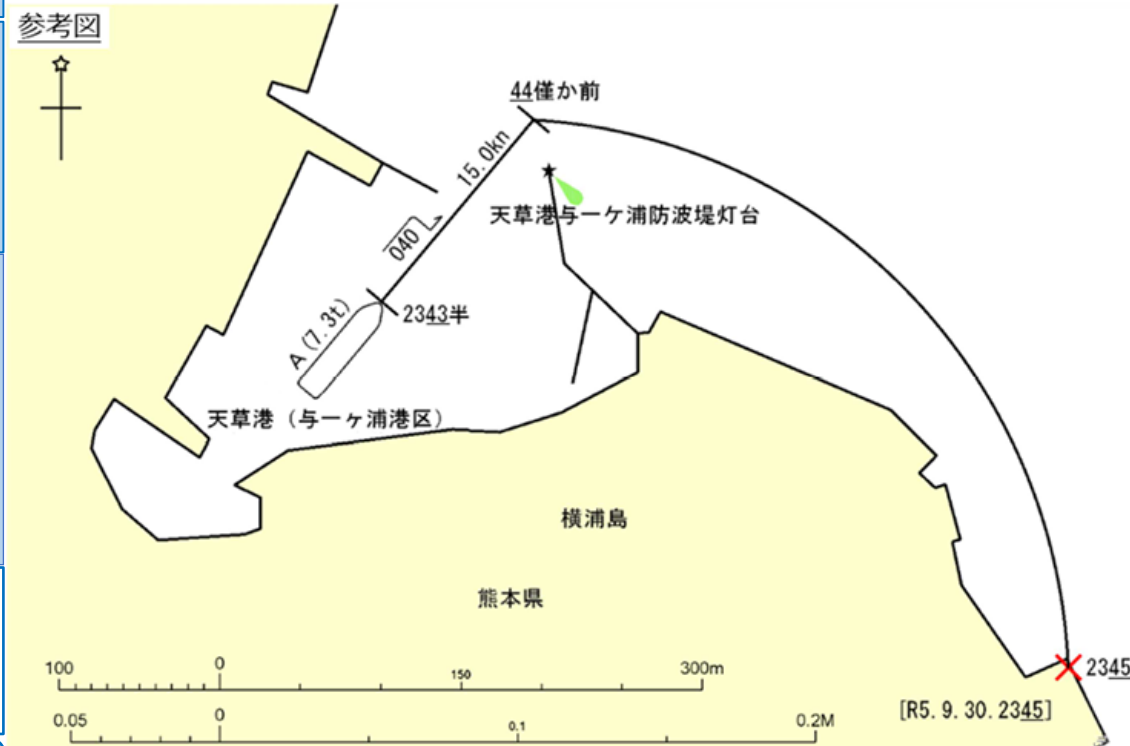 参考図
44僅か前
15.0kn
天草港与一ケ浦防波堤灯台
040
2343半
A(7.3t)
天草港（与一ヶ浦港区）
横浦島
熊本県
100 0 150 300m
2345
[R5.9.30.2345]
0.05 0 0.1 0.2M